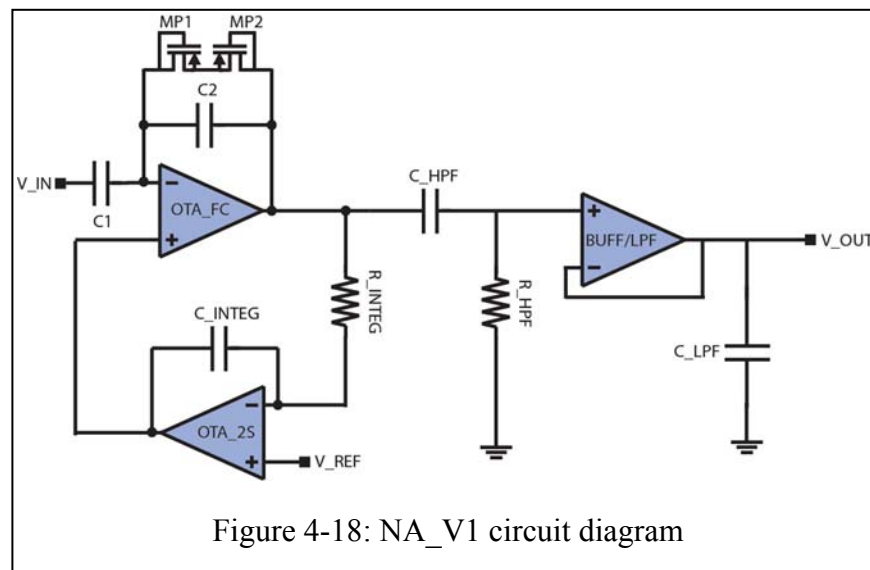 MP1 MP2
C2
V_IN
C1
OTA_FC
C_HPF
BUFF/LPF
V_OUT
R_INTEG
R_HPF
C_INTEG
C_LPF
OTA_2S
V_REF
Figure 4-18: NA_V1 circuit diagram